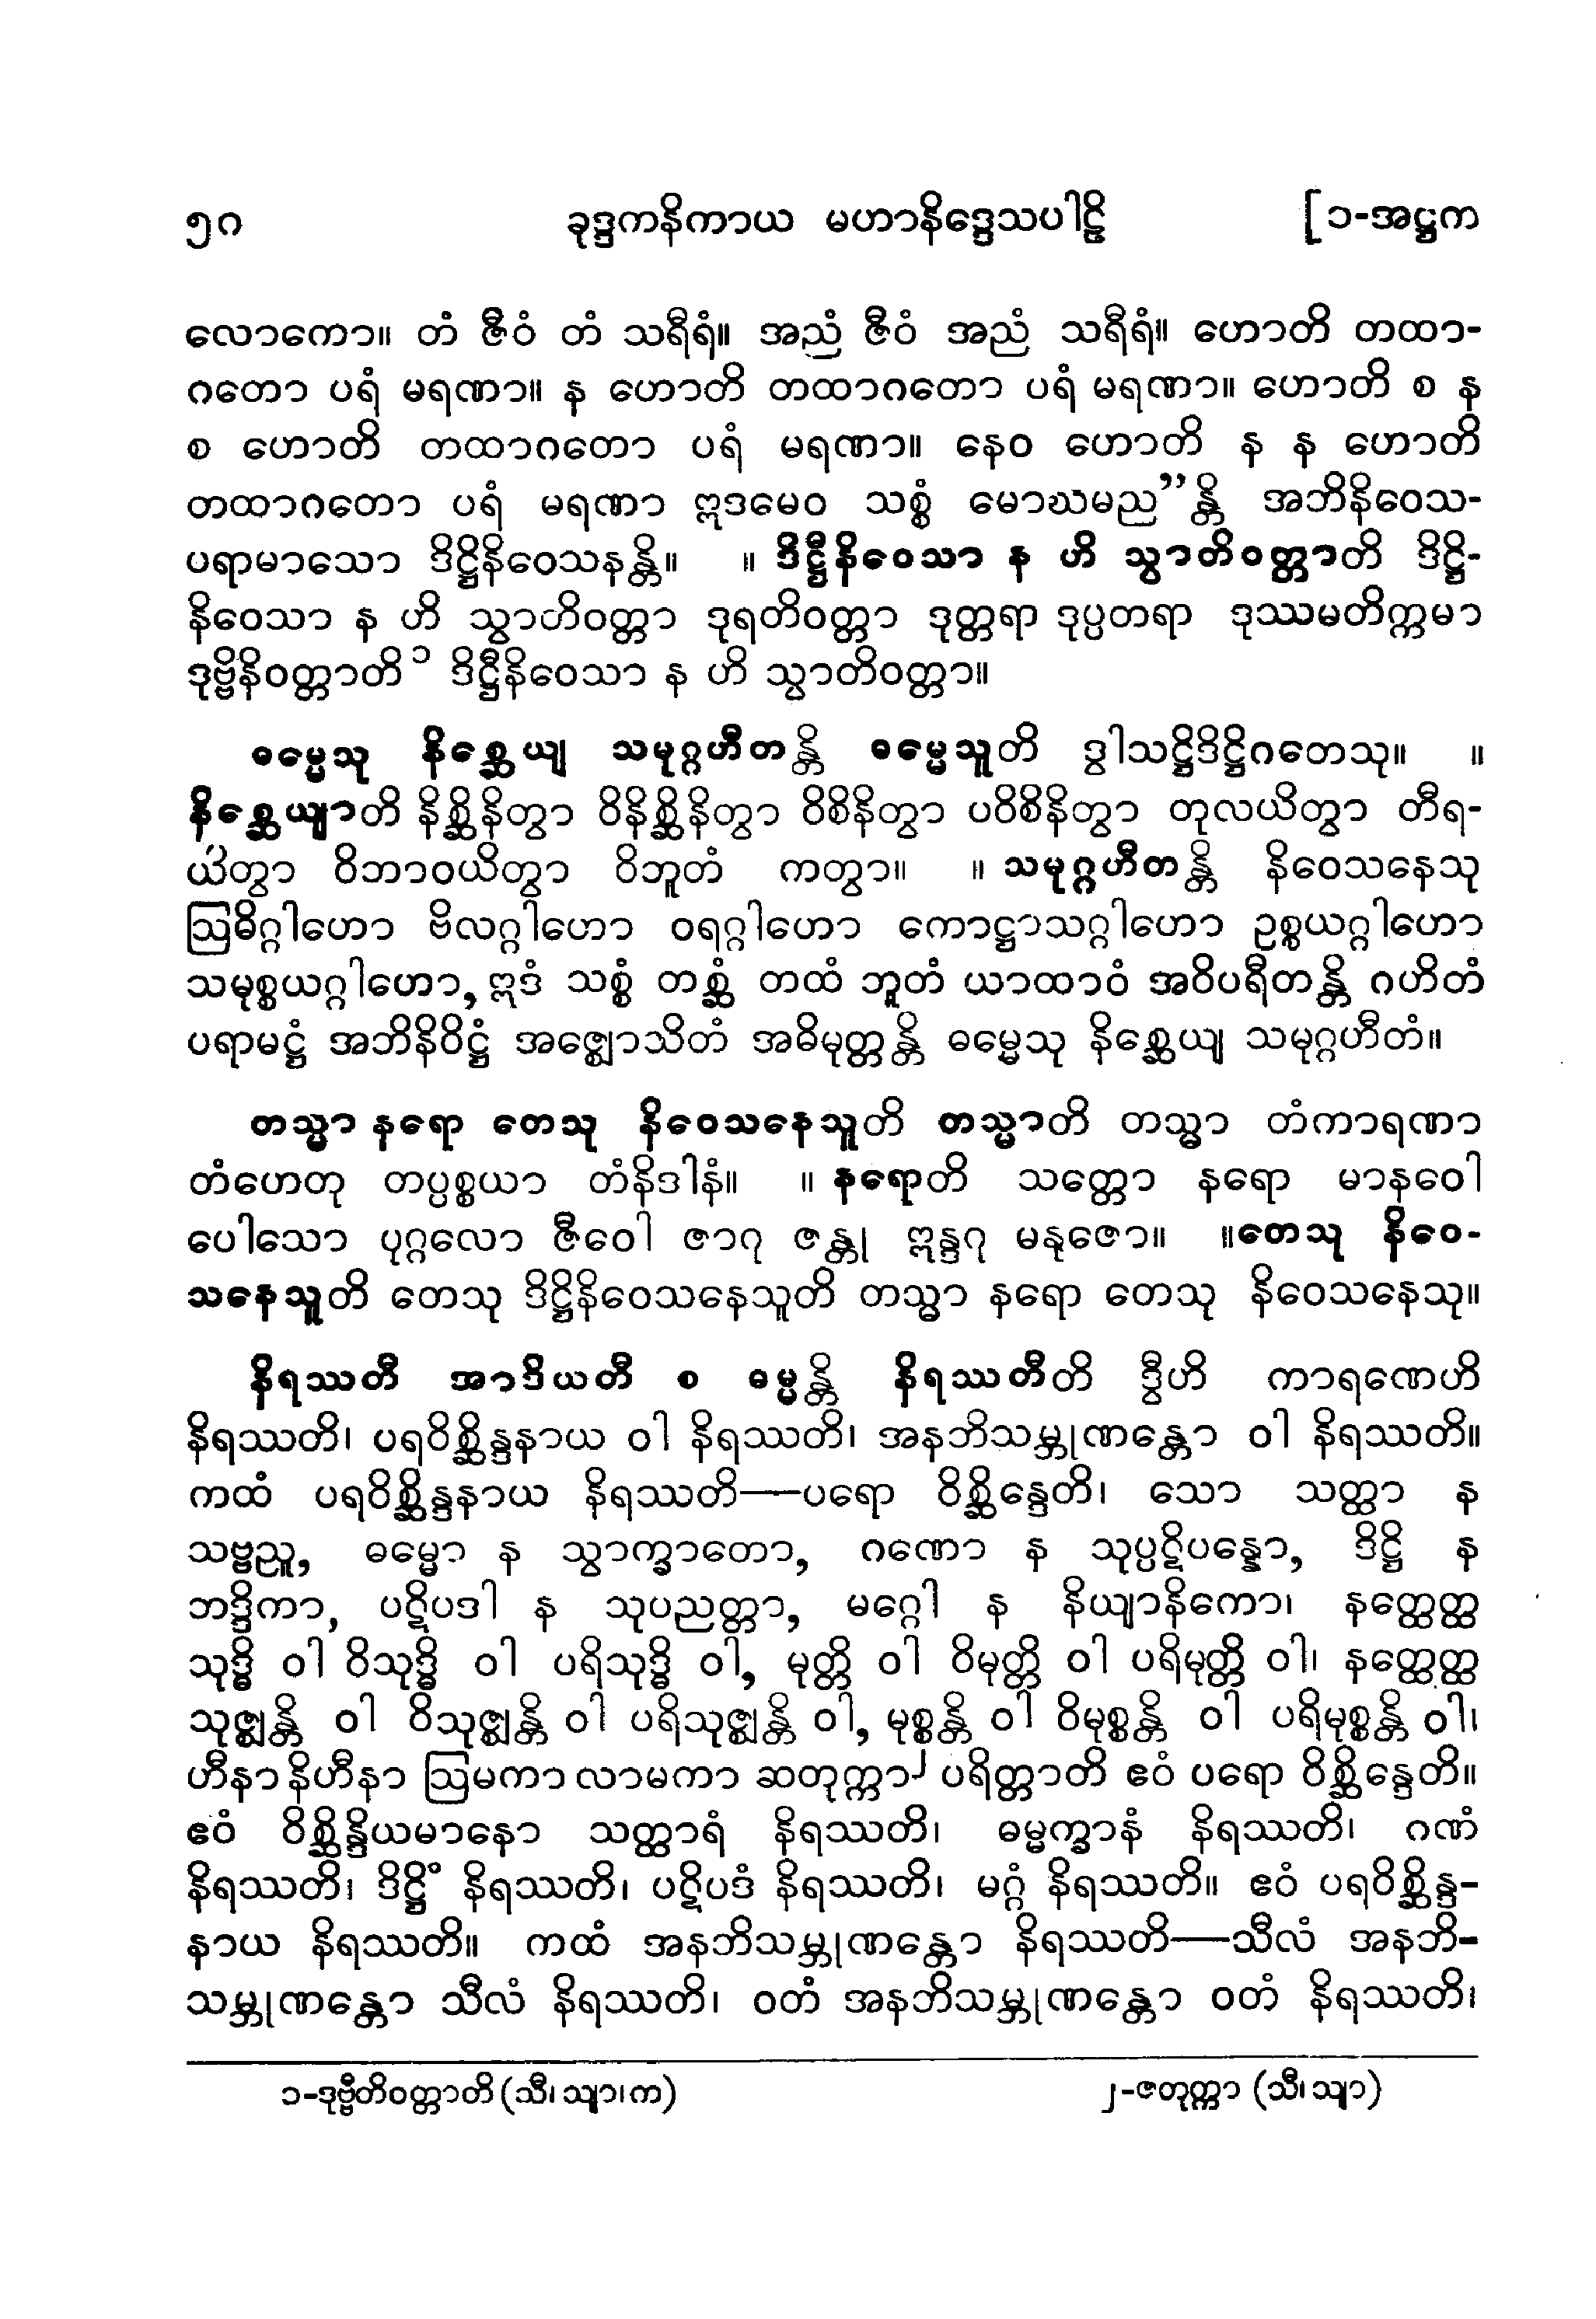 ၅ဂ ခုဒ္ဒကနိကာယ မဟာနိဒ္ဒေသပါဠိ [၁-အဋ္ဌက
လောကော။ တံ ဇီဝံ တံ သရီရံ။ အညံ ဇီဝံ အညံ သရီရံ။ ဟောတိ တထာ-
ဂတော ပရံ မရဏာ။ န ဟောတိ တထာဂတော ပရံ မရဏာ။ ဟောတိ စ န
စ ဟောတိ တထာဂတော ပရံ မရဏာ။ နေဝ ဟောတိ န န ဟောတိ
တထာဂတော ပရံ မရဏာ ဣဒမေဝ သစ္စံ မောဃမည”န္တိ အဘိနိဝေသ-
ပရာမာသော ဒိဋ္ဌိနိဝေသနန္တိ။ ။ ဒိဋ္ဌီနိဝေသာ န ဟိ သွာတိဝတ္တာတိ ဒိဋ္ဌိ-
နိဝေသာ န ဟိ သွာတိဝတ္တာ ဒုရတိဝတ္တာ ဒုတ္တရာ ဒုပ္ပတရာ ဒုဿမတိက္ကမာ
ဒုဗ္ဗိနိဝတ္တာတိ၁ ဒိဋ္ဌီနိဝေသာ န ဟိ သွာတိဝတ္တာ။
ဓမ္မေသု နိစ္ဆေယျ သမုဂ္ဂဟီတန္တိ ဓမ္မေသူတိ ဒွါသဋ္ဌိဒိဋ္ဌိဂတေသု။ ။
နိစ္ဆေယျာတိ နိစ္ဆိနိတွာ ဝိနိစ္ဆိနိတွာ ဝိစိနိတွာ ပဝိစိနိတွာ တုလယိတွာ တီရ-
ယိတွာ ဝိဘာဝယိတွာ ဝိဘူတံ ကတွာ။ ။ သမုဂ္ဂဟီတန္တိ နိဝေသနေသု
ဩဓိဂ္ဂါဟော ဗိလဂ္ဂါဟော ဝရဂ္ဂါဟော ကောဋ္ဌာသဂ္ဂါဟော ဥစ္စယဂ္ဂါဟော
သမုစ္စယဂ္ဂါဟော, ဣဒံ သစ္စံ တစ္ဆံ တထံ ဘူတံ ယာထာဝံ အဝိပရီတန္တိ ဂဟိတံ
ပရာမဋ္ဌံ အဘိနိဝိဋ္ဌံ အဇ္ဈောသိတံ အဓိမုတ္တန္တိ ဓမ္မေသု နိစ္ဆေယျ သမုဂ္ဂဟီတံ။
တသ္မာ နရော တေသု နိဝေသနေသူတိ တသ္မာတိ တသ္မာ တံကာရဏာ
တံဟေတု တပ္ပစ္စယာ တံနိဒါနံ။ ။ နရောတိ သတ္တော နရော မာနဝေါ
ပေါသော ပုဂ္ဂလော ဇီဝေါ ဇာဂု ဇန္တု ဣန္ဒဂု မနုဇော။ ။တေသု နိဝေ-
သနေသူတိ တေသု ဒိဋ္ဌိနိဝေသနေသူတိ တသ္မာ နရော တေသု နိဝေသနေသု။
နိရဿတီ အာဒိယတီ စ ဓမ္မန္တိ နိရဿတီတိ ဒွီဟိ ကာရဏေဟိ
နိရဿတိ၊ ပရဝိစ္ဆိန္ဒနာယ ဝါ နိရဿတိ၊ အနဘိသမ္ဘုဏန္တော ဝါ နိရဿတိ။
ကထံ ပရဝိစ္ဆိန္ဒနာယ နိရဿတိ—ပရော ဝိစ္ဆိန္ဒေတိ၊ သော သတ္ထာ န
သဗ္ဗညူ, ဓမ္မော န သွာက္ခာတော, ဂဏော န သုပ္ပဋိပန္နော, ဒိဋ္ဌိ န
ဘဒ္ဒိကာ, ပဋိပဒါ န သုပညတ္တာ, မဂ္ဂေါ န နိယျာနိကော၊ နတ္ထေတ္ထ
သုဒ္ဓိ ဝါ ဝိသုဒ္ဓိ ဝါ ပရိသုဒ္ဓိ ဝါ, မုတ္တိ ဝါ ဝိမုတ္တိ ဝါ ပရိမုတ္တိ ဝါ၊ နတ္ထေတ္ထ
သုဇ္ဈန္တိ ဝါ ဝိသုဇ္ဈန္တိ ဝါ ပရိသုဇ္ဈန္တိ ဝါ, မုစ္စန္တိ ဝါ ဝိမုစ္စန္တိ ဝါ ပရိမုစ္စန္တိ ဝါ၊
ဟီနာ နိဟီနာ ဩမကာ လာမကာ ဆတုက္ကာ၂ ပရိတ္တာတိ ဧဝံ ပရော ဝိစ္ဆိန္ဒေတိ။
ဧဝံ ဝိစ္ဆိန္ဒိယမာနော သတ္ထာရံ နိရဿတိ၊ ဓမ္မက္ခာနံ နိရဿတိ၊ ဂဏံ
နိရဿတိ၊ ဒိဋ္ဌိံ နိရဿတိ၊ ပဋိပဒံ နိရဿတိ၊ မဂ္ဂံ နိရဿတိ။ ဧဝံ ပရဝိစ္ဆိန္ဒ-
နာယ နိရဿတိ။ ကထံ အနဘိသမ္ဘုဏန္တော နိရဿတိ—သီလံ အနဘိ-
သမ္ဘုဏန္တော သီလံ နိရဿတိ၊ ဝတံ အနဘိသမ္ဘုဏန္တော ဝတံ နိရဿတိ၊
၁-ဒုဗ္ဗီတိဝတ္တာတိ (သီ၊ သျာ၊ က) ၂-ဇတုက္ကာ (သီ၊ သျာ)